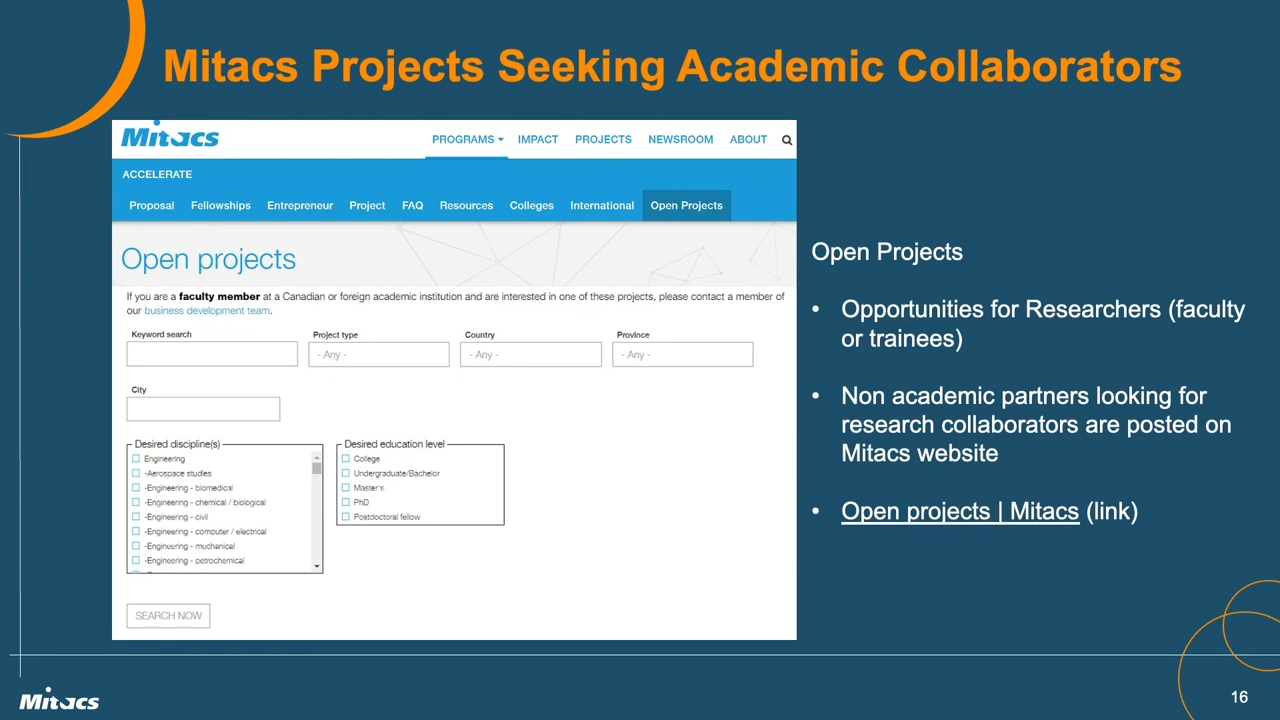 Mitacs Projects Seeking Academic Collaborators
Mitacs
PROGRAMS IMPACT PROJECTS NEWSROOM ABOUT
ACCELERATE
Proposal Fellowships Entrepreneur Project FAQ Resources Colleges International Open Projects
Open projects
If you are a faculty member at a Canadian or foreign academic institution and are interested in one of these projects, please contact a member of
our business development team.
Keyword search Project type Country Province
- Any - - Any - - Any -
City
Desired discipline(s)
Engineering
-Aerospace studies
-Engineering - biomedical
-Engineering - chemical / biological
-Engineering - civil
-Engineering - computer / electrical
-Engineering - mechanical
-Engineering - petrochemical
Desired education level
College
Undergraduate/Bachelor
Master's
PhD
Postdoctoral fellow
SEARCH NOW
Open Projects
• Opportunities for Researchers (faculty
or trainees)
• Non academic partners looking for
research collaborators are posted on
Mitacs website
• Open projects | Mitacs (link)
Mitacs
16